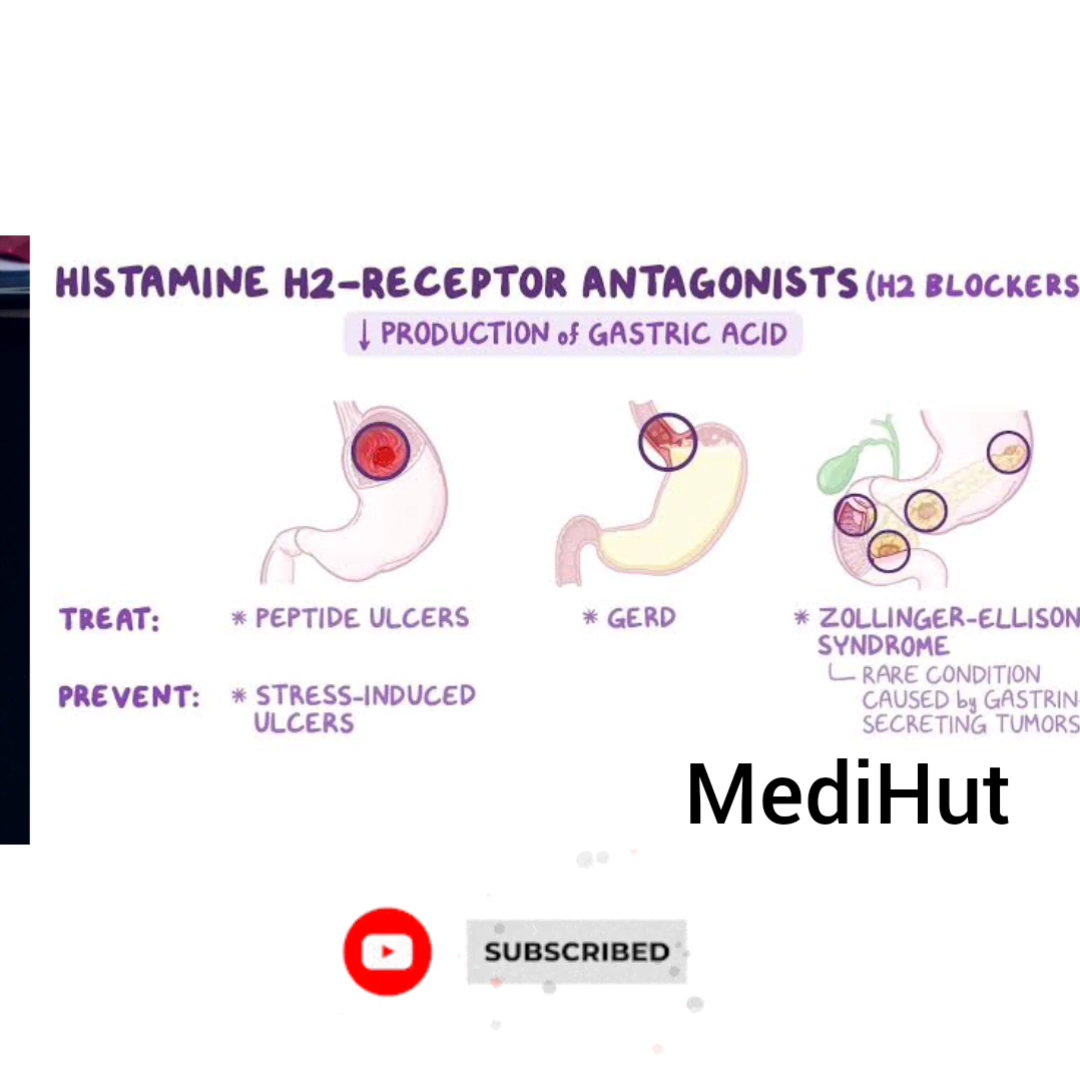 HISTAMINE H2-RECEPTOR ANTAGONISTS (H2 BLOCKERS
↓ PRODUCTION of GASTRIC ACID
TREAT: * PEPTIDE ULCERS * GERD * ZOLLINGER-ELLISON
SYNDROME
RARE CONDITION
CAUSED by GASTRIN-
SECRETING TUMORS
PREVENT: * STRESS-INDUCED
ULCERS
MediHut
SUBSCRIBED